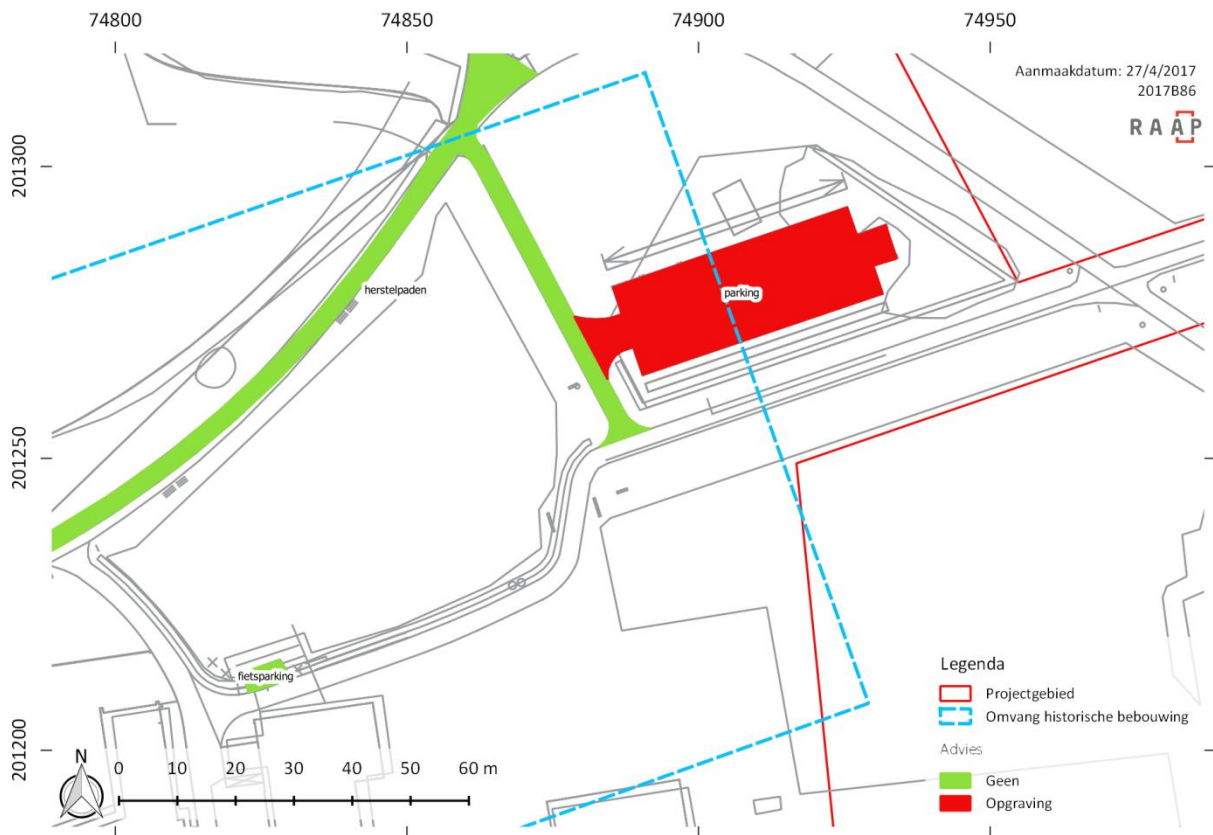 74800 74850 74900 74950
Aanmaakdatum: 27/4/2017
2017B86
RAAP
201300
herstelpaden
parking
201250
fietsparking
201200
Legenda
Projectgebied
Omvang historische bebouwing
Advies
Geen
Opgraving
N
0 10 20 30 40 50 60 m